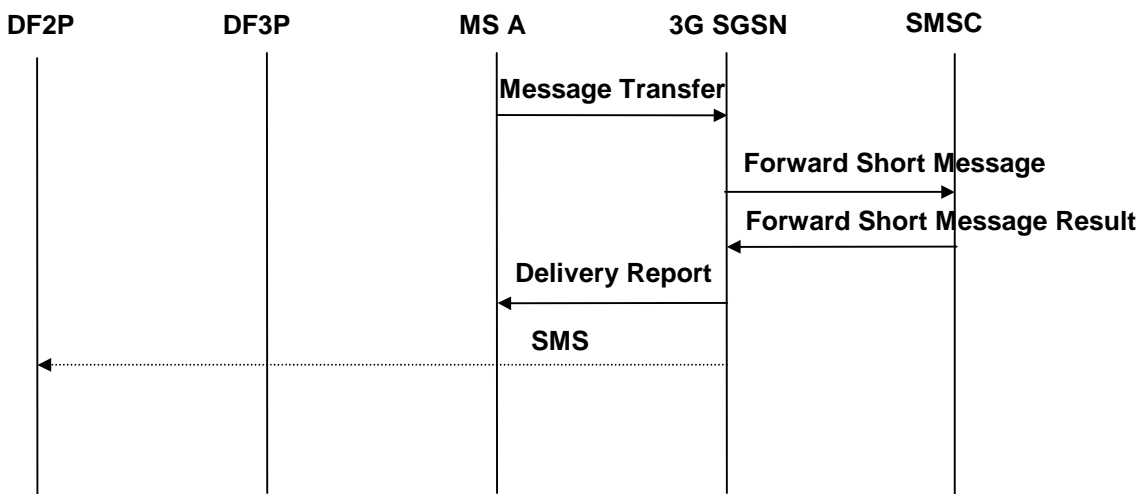 DF2P DF3P MS A 3G SGSN SMSC
Message Transfer
Forward Short Message
Forward Short Message Result
Delivery Report
SMS